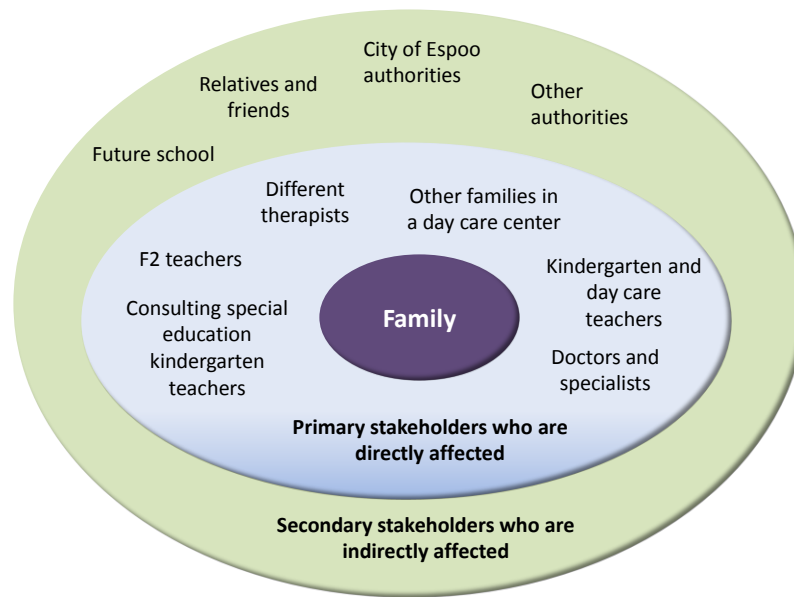 City of Espoo
authorities
Relatives and
friends
Other
authorities
Future school
Different
therapists
Other families in
a day care center
F2 teachers
Kindergarten and
day care
teachers
Consulting special
education
kindergarten
teachers
Family
Doctors and
specialists
Primary stakeholders who are
directly affected
Secondary stakeholders who are
indirectly affected